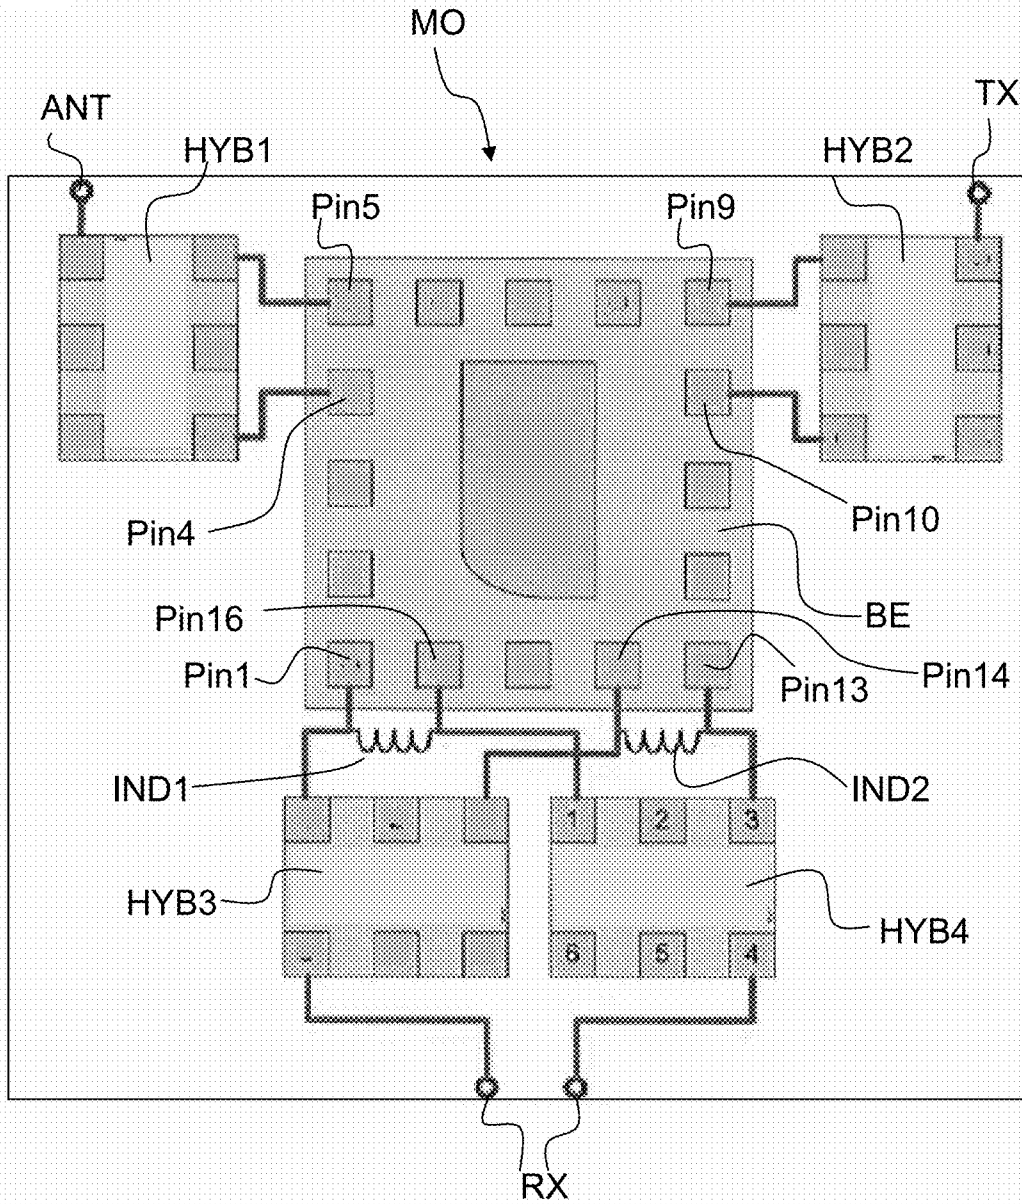 MO
ANT
TX
HYB1
HYB2
Pin5
Pin9
Pin4
Pin10
Pin16
BE
Pin1
Pin13
Pin14
IND1
IND2
1 2 3
HYB3
HYB4
6 5 4
RX